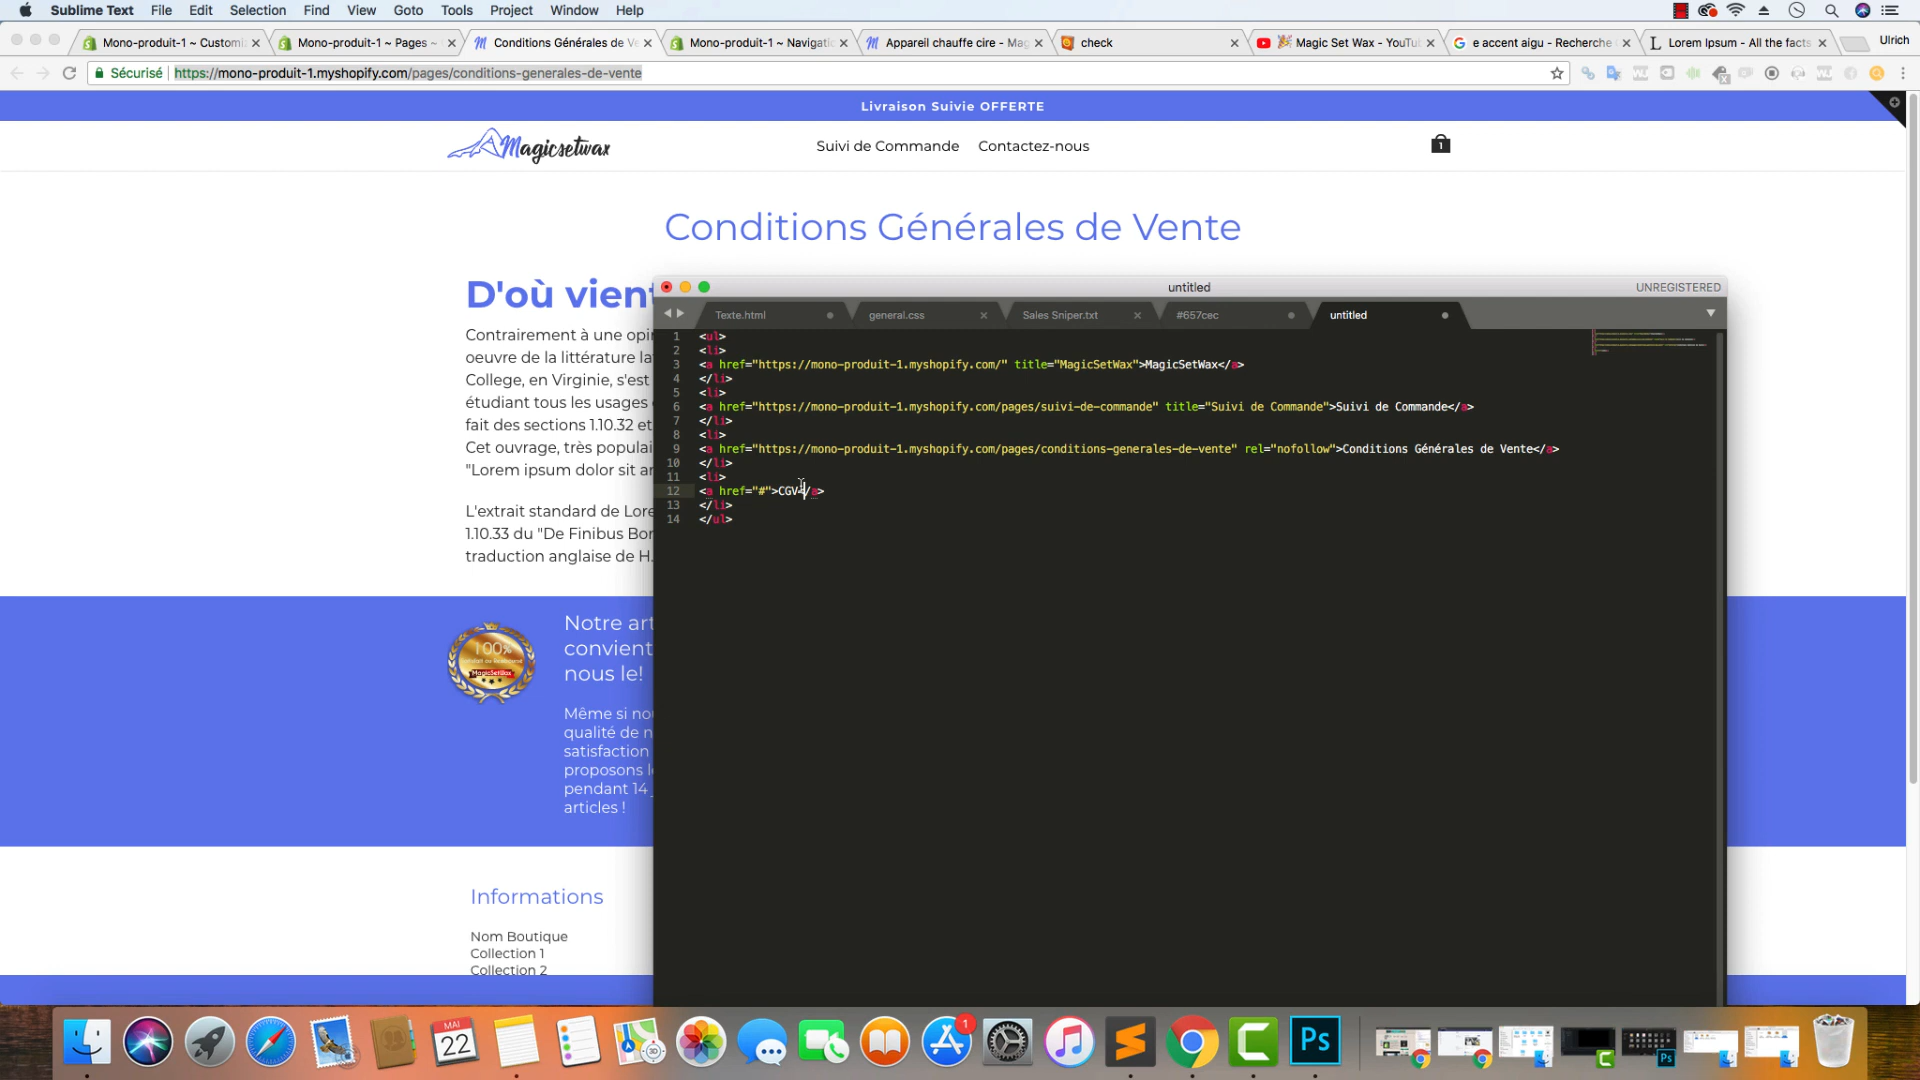 Sublime Text File Edit Selection Find View Goto Tools Project Window Help
Mono-produit-1 ~ Customi
Mono-produit-1 ~ Pages ~
Conditions Générales de Ve
Mono-produit-1 ~ Navigati
Appareil chauffe cire - Mag
check
Magic Set Wax - YouTu
e accent aigu - Recherche
Lorem Ipsum - All the facts
Ulrich
Sécurisé https://mono-produit-1.myshopify.com/pages/conditions-generales-de-vente
Livraison Suivie OFFERTE
Magicsetwax
Suivi de Commande Contactez-nous
1
Conditions Générales de Vente
D'où vient
Contrairement à une opi
oeuvre de la littérature la
College, en Virginie, s'est
étudiant tous les usages
fait des sections 1.10.32 et
Cet ouvrage, très populai
"Lorem ipsum dolor sit a
L'extrait standard de Lore
1.10.33 du "De Finibus Bo
traduction anglaise de H.
untitled
UNREGISTERED
Texte.html general.css Sales Sniper.txt #657cec untitled
1 <ul>
2 <li>
3 <a href="https://mono-produit-1.myshopify.com/" title="MagicSetWax">MagicSetWax</a>
4 </li>
5 <li>
6 <a href="https://mono-produit-1.myshopify.com/pages/suivi-de-commande" title="Suivi de Commande">Suivi de Commande</a>
7 </li>
8 <li>
9 <a href="https://mono-produit-1.myshopify.com/pages/conditions-generales-de-vente" rel="nofollow">Conditions Générales de Vente</a>
10 </li>
11 <li>
12 <a href="#">CGV</a>
13 </li>
14 </ul>
100%
MagicSetWax
Notre art
convient
nous le!
Même si nou
qualité de n
satisfaction
proposons l
pendant 14 j
articles !
Informations
Nom Boutique
Collection 1
Collection 2
MAI
22
3D
1
Ps